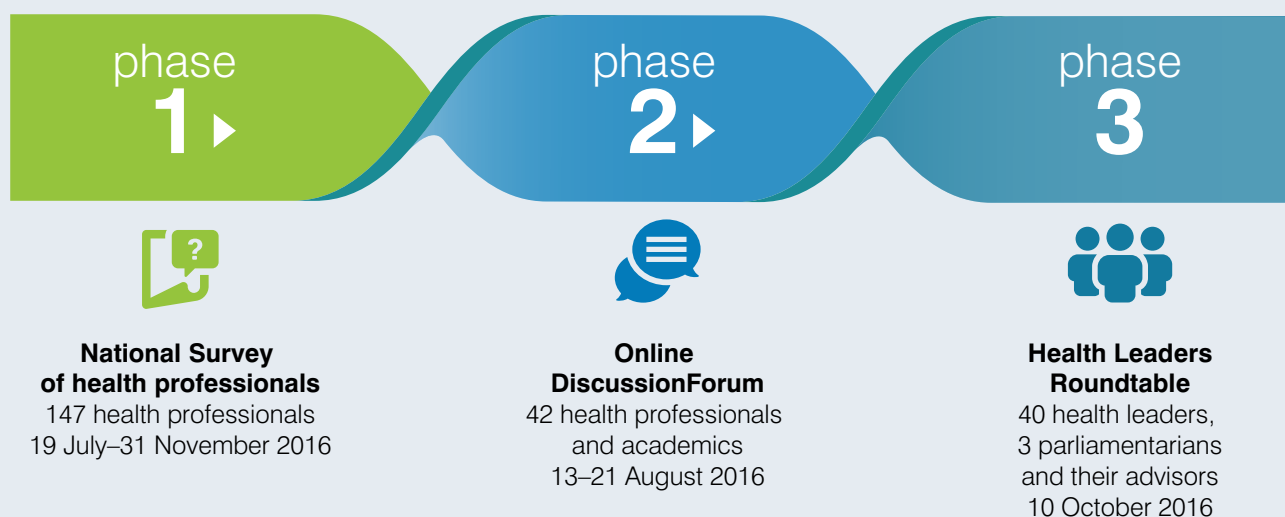 phase
1
phase
2
phase
3
?
National Survey
of health professionals
147 health professionals
19 July–31 November 2016
Online
DiscussionForum
42 health professionals
and academics
13–21 August 2016
Health Leaders
Roundtable
40 health leaders,
3 parliamentarians
and their advisors
10 October 2016